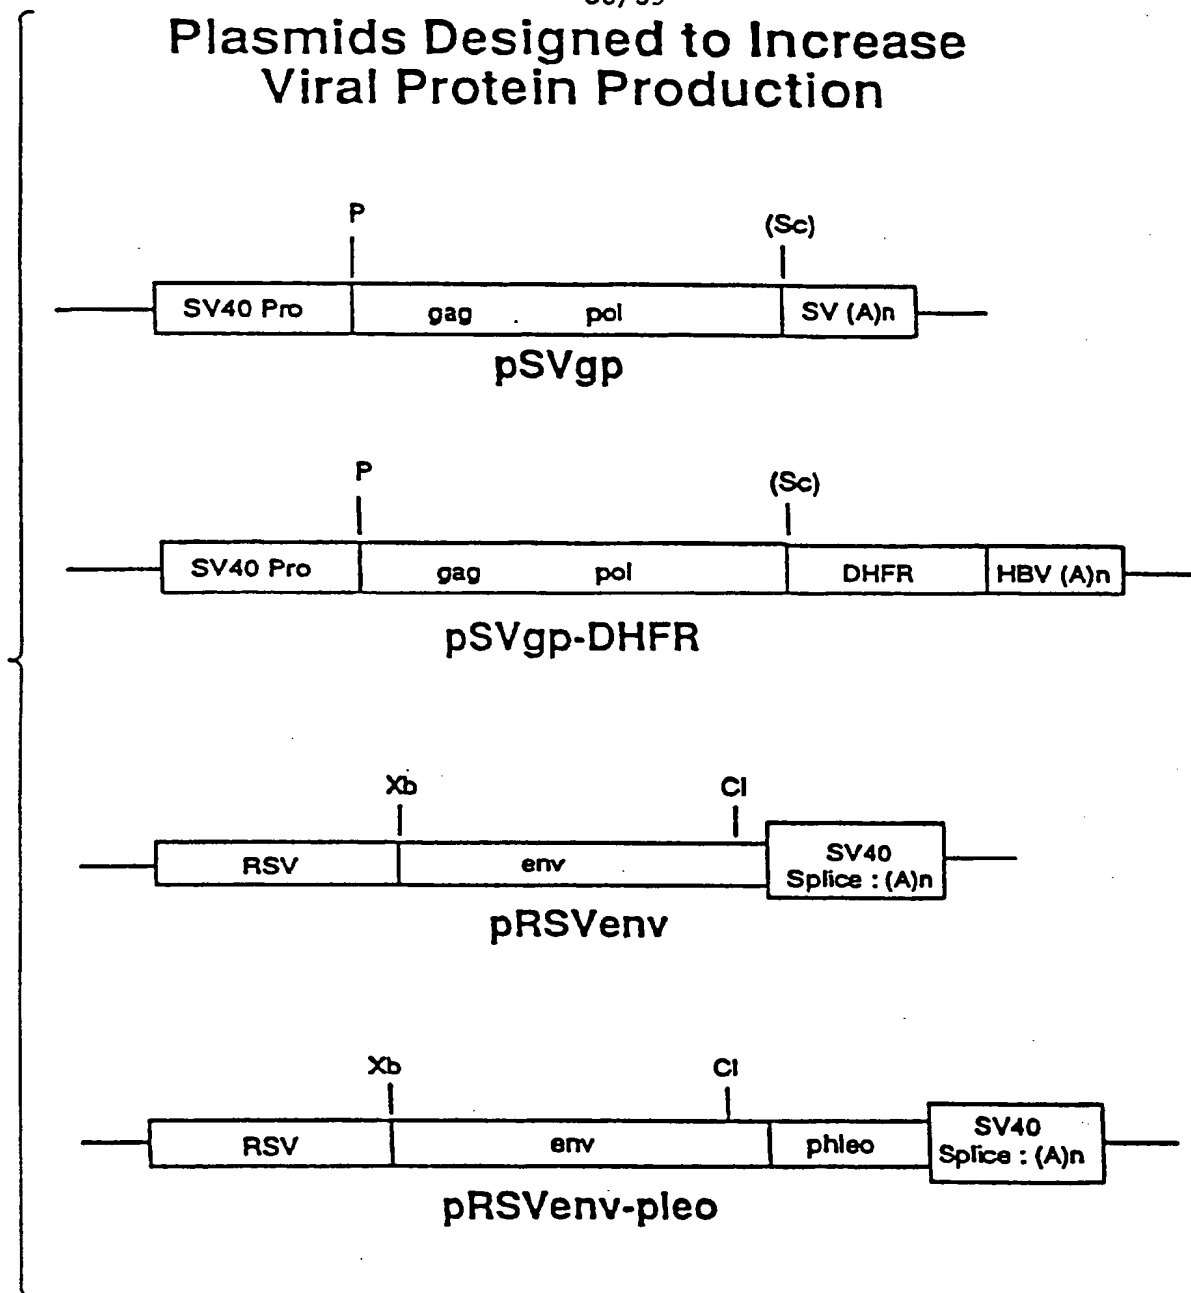 Plasmids Designed to Increase
Viral Protein Production
P (Sc)
SV40 Pro gag pol SV (A)n
pSVgp
P (Sc)
SV40 Pro gag pol DHFR HBV (A)n
pSVgp-DHFR
Xb Cl
RSV env SV40
Splice : (A)n
pRSVenv
Xb Cl
RSV env phleo SV40
Splice : (A)n
pRSVenv-pleo